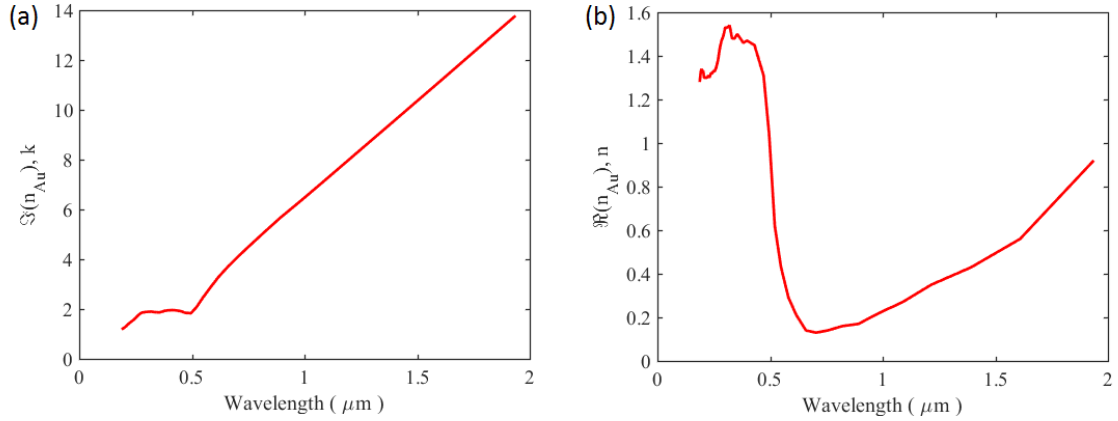 (a)
14
12
10
8
6
4
2
0
0 0.5 1 1.5 2
ℑ(n_Au), k
Wavelength ( μm )
(b)
1.6
1.4
1.2
1
0.8
0.6
0.4
0.2
0
0 0.5 1 1.5 2
ℜ(n_Au), n
Wavelength ( μm )